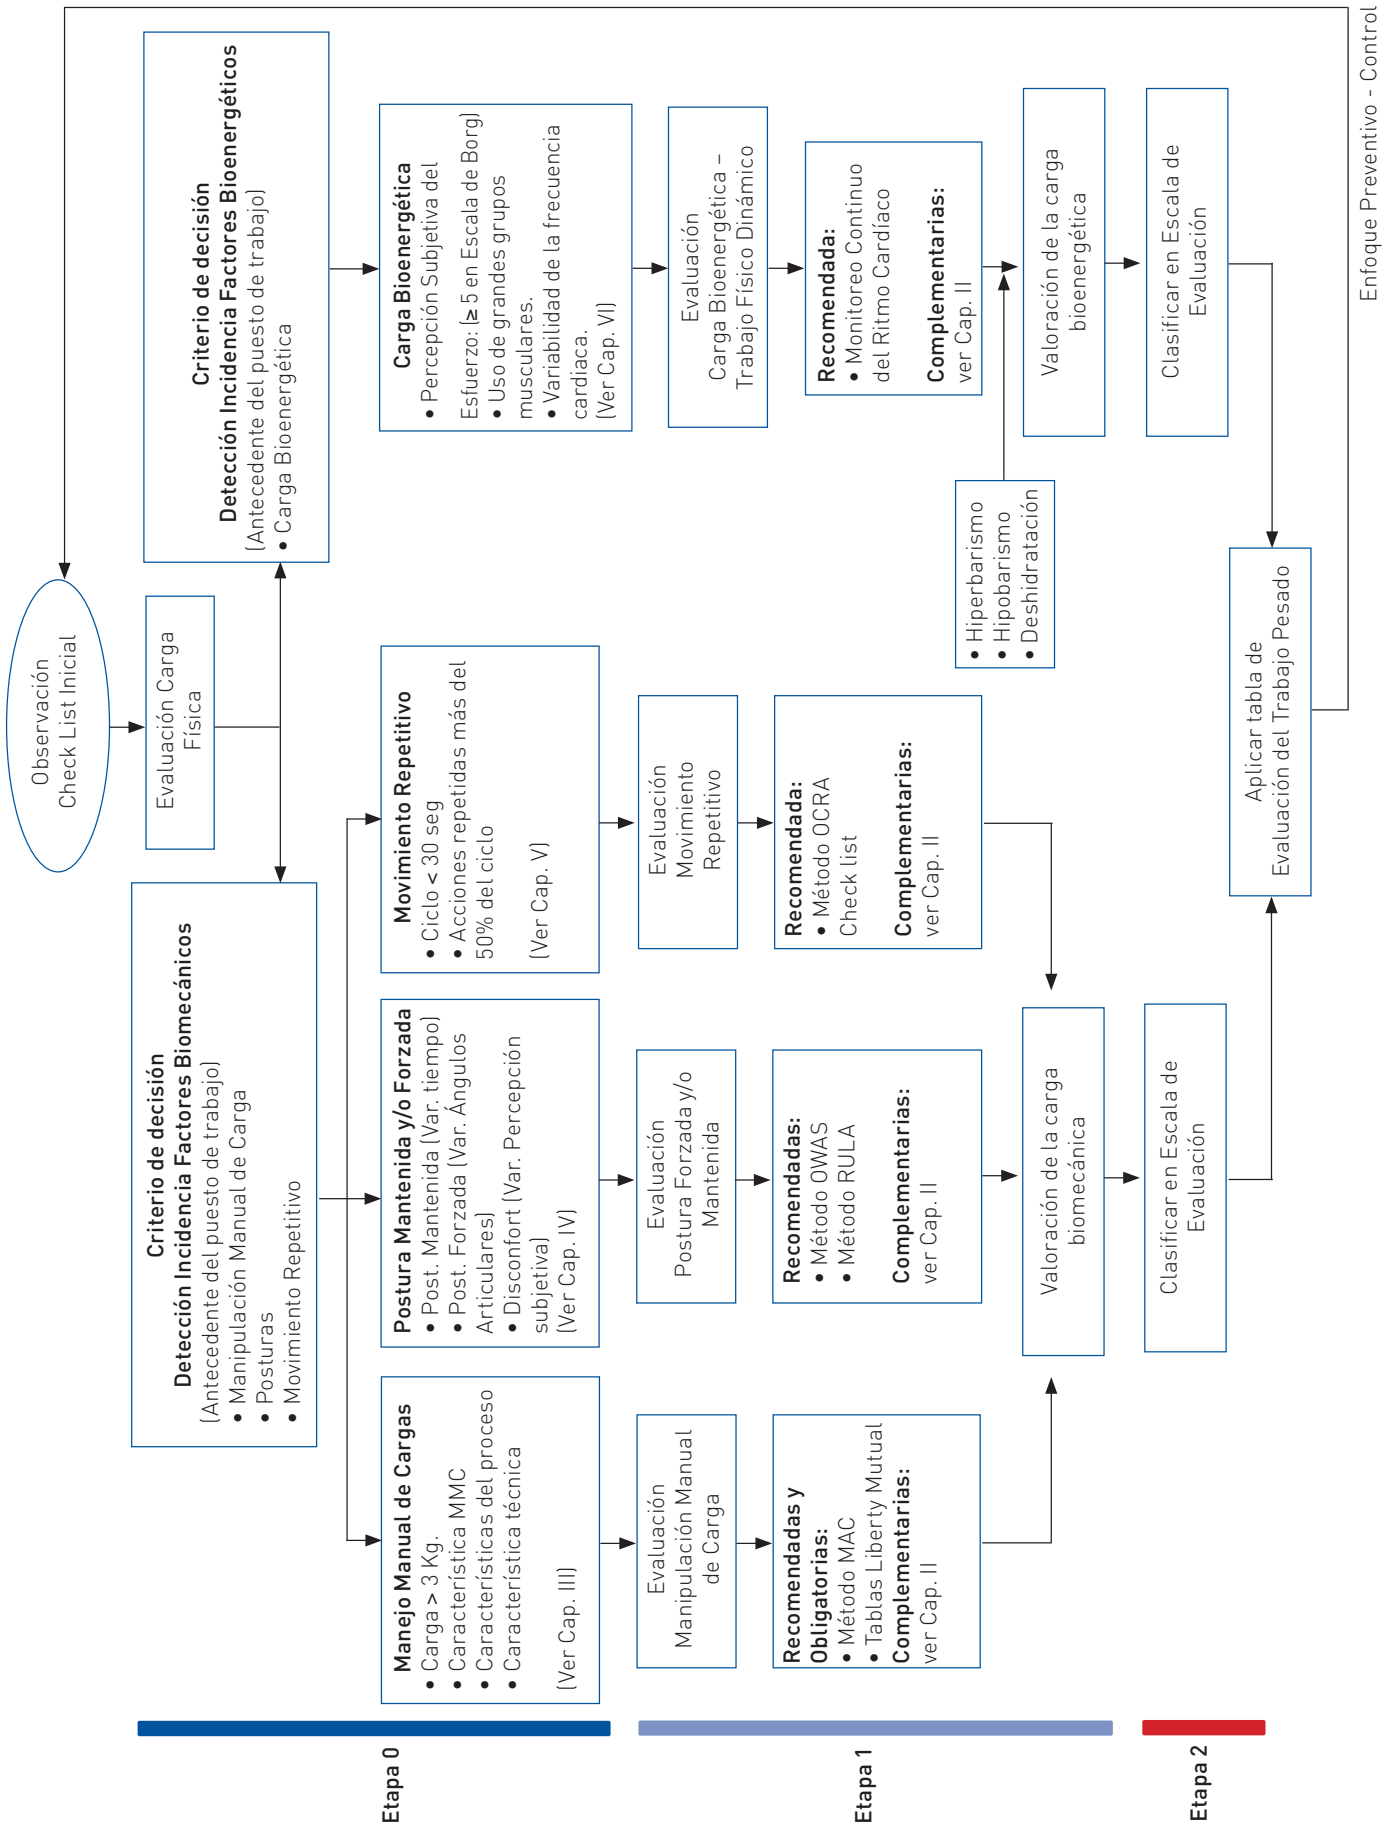 Observación
Check List Inicial
Evaluación Carga
Física
Criterio de decisión
Detección Incidencia Factores Biomecánicos
(Antecedente del puesto de trabajo)
• Manipulación Manual de Carga
• Posturas
• Movimiento Repetitivo
Criterio de decisión
Detección Incidencia Factores Bioenergéticos
(Antecedente del puesto de trabajo)
• Carga Bioenergética
Etapa 0
Manejo Manual de Cargas
• Carga > 3 Kg.
• Característica MMC
• Características del proceso
• Característica técnica
(Ver Cap. III)
Postura Mantenida y/o Forzada
• Post. Mantenida (Var. tiempo)
• Post. Forzada (Var. Ángulos
Articulares)
• Disconfort (Var. Percepción
subjetiva)
(Ver Cap. IV)
Movimiento Repetitivo
• Ciclo < 30 seg
• Acciones repetidas más del
50% del ciclo
(Ver Cap. V)
Carga Bioenergética
• Percepción Subjetiva del
Esfuerzo: (≥ 5 en Escala de Borg)
• Uso de grandes grupos
musculares.
• Variabilidad de la frecuencia
cardiaca.
(Ver Cap. VI)
Etapa 1
Evaluación
Manipulación Manual
de Carga
Evaluación
Postura Forzada y/o
Mantenida
Evaluación
Movimiento
Repetitivo
Evaluación
Carga Bioenergética –
Trabajo Físico Dinámico
Recomendadas y
Obligatorias:
• Método MAC
• Tablas Liberty Mutual
Complementarias:
ver Cap. II
Recomendadas:
• Método OWAS
• Método RULA
Complementarias:
ver Cap. II
Recomendada:
• Método OCRA
Check list
Complementarias:
ver Cap. II
Recomendada:
• Monitoreo Continuo
del Ritmo Cardíaco
Complementarias:
ver Cap. II
• Hiperbarismo
• Hipobarismo
• Deshidratación
Valoración de la carga
biomecánica
Valoración de la carga
bioenergética
Etapa 2
Clasificar en Escala de
Evaluación
Clasificar en Escala de
Evaluación
Aplicar tabla de
Evaluación del Trabajo Pesado
Enfoque Preventivo - Control